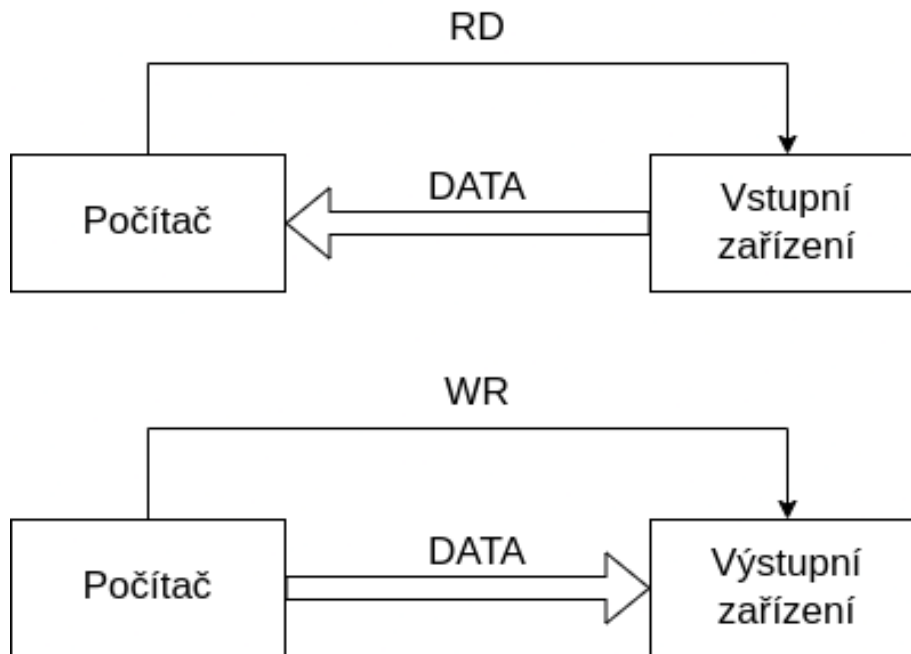 RD
Počítač
DATA
Vstupní
zařízení
WR
Počítač
DATA
Výstupní
zařízení